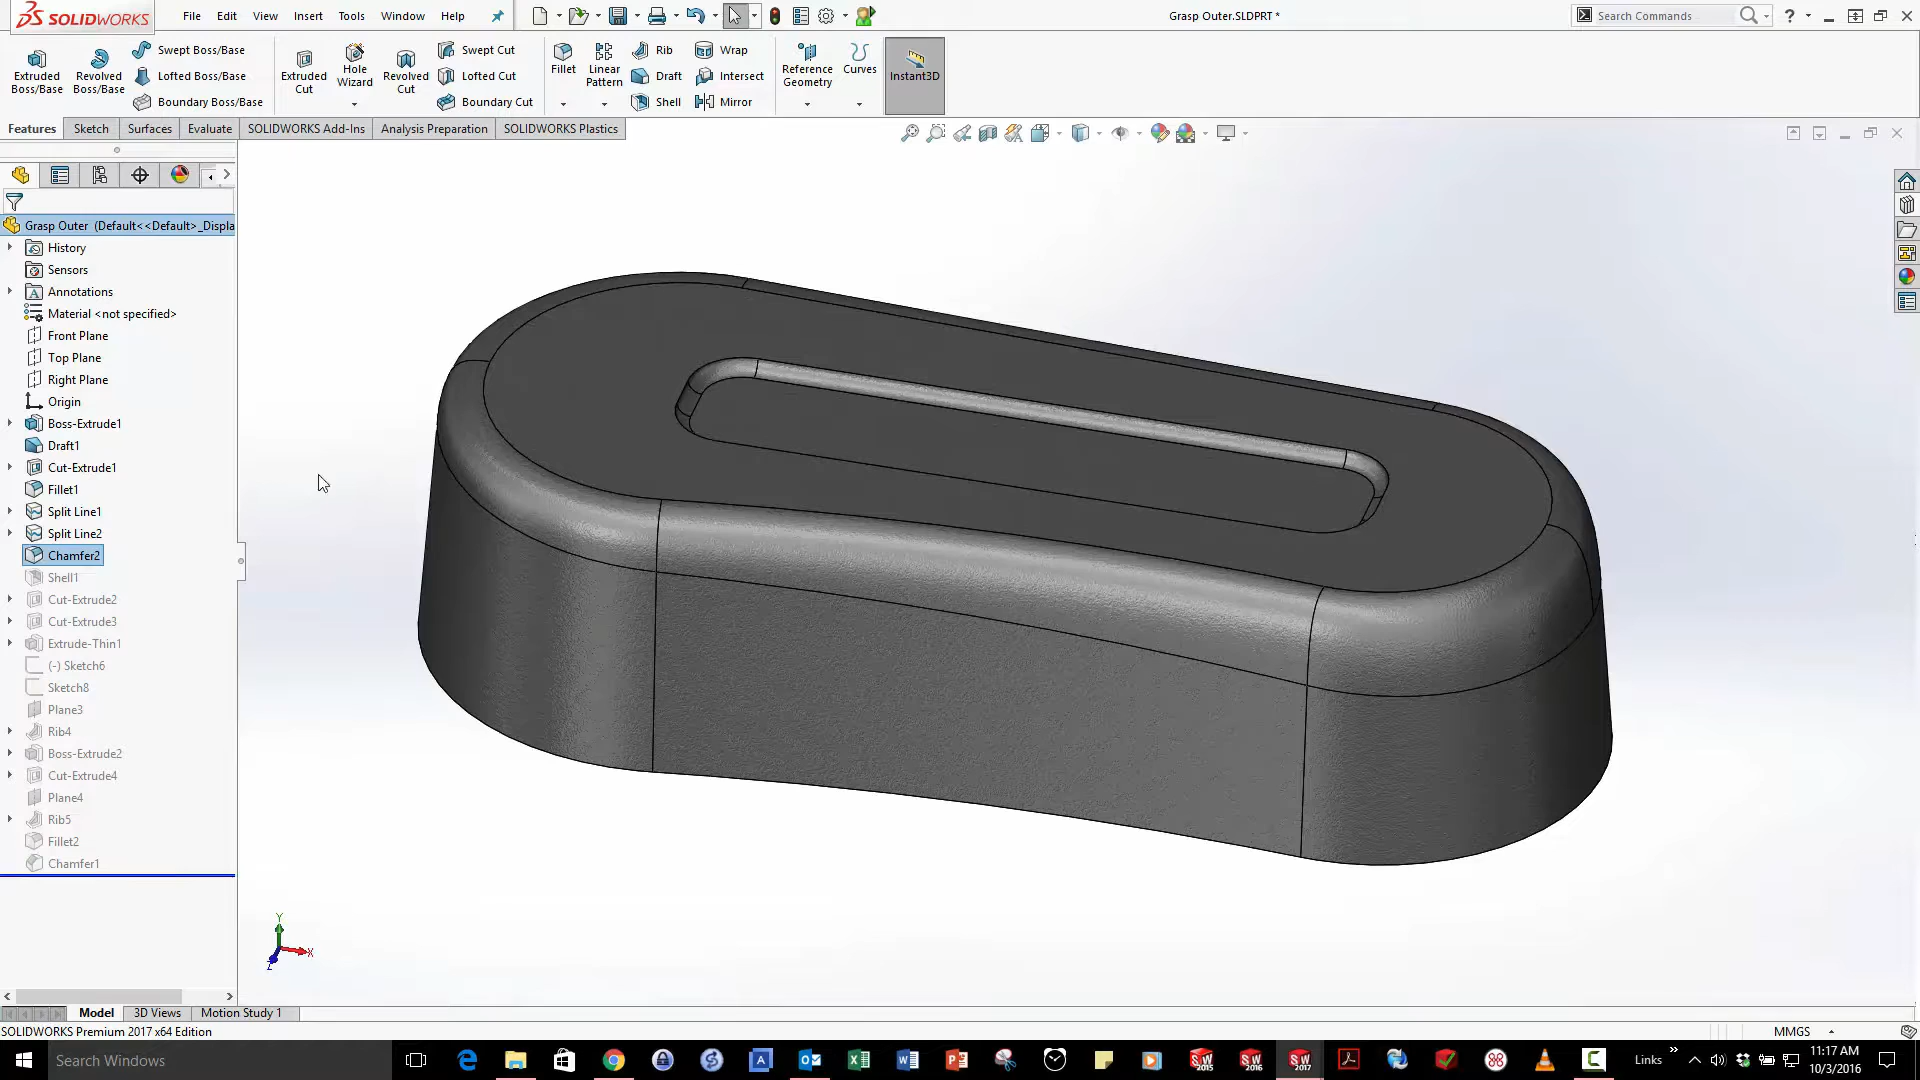 SOLIDWORKS File Edit View Insert Tools Window Help Grasp Outer.SLDPRT * Search Commands ?
Extruded Boss/Base
Revolved Boss/Base
Swept Boss/Base
Lofted Boss/Base
Boundary Boss/Base
Extruded Cut
Hole Wizard
Revolved Cut
Swept Cut
Lofted Cut
Boundary Cut
Fillet
Linear Pattern
Rib
Draft
Shell
Wrap
Intersect
Mirror
Reference Geometry
Curves
Instant3D
Features Sketch Surfaces Evaluate SOLIDWORKS Add-Ins Analysis Preparation SOLIDWORKS Plastics
Grasp Outer (Default<<Default>_Displa
History
Sensors
Annotations
Material <not specified>
Front Plane
Top Plane
Right Plane
Origin
Boss-Extrude1
Draft1
Cut-Extrude1
Fillet1
Split Line1
Split Line2
Chamfer2
Shell1
Cut-Extrude2
Cut-Extrude3
Extrude-Thin1
(-) Sketch6
Sketch8
Plane3
Rib4
Boss-Extrude2
Cut-Extrude4
Plane4
Rib5
Fillet2
Chamfer1
Y
X
Z
Model 3D Views Motion Study 1
SOLIDWORKS Premium 2017 x64 Edition MMGS
Search Windows Links » 11:17 AM
10/3/2016
SW 2015 SW 2016 SW 2017